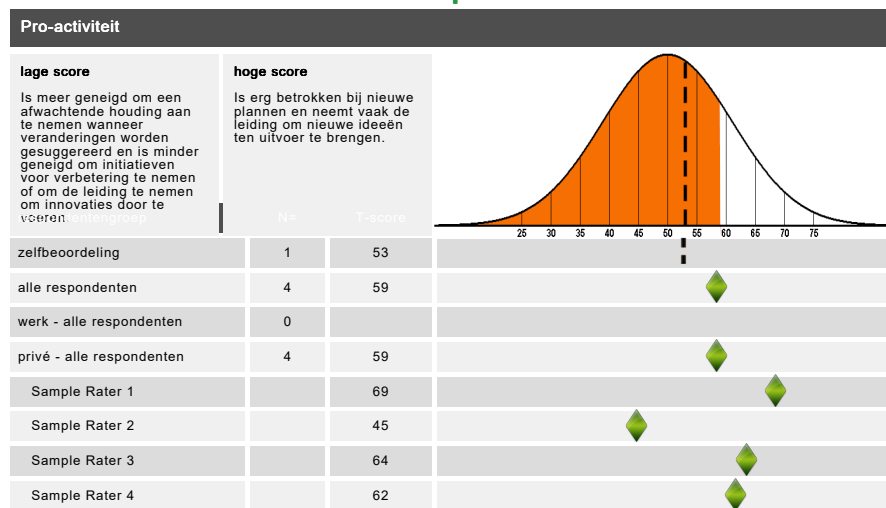 Pro-activiteit
lage score
Is meer geneigd om een
afwachtende houding aan
te nemen wanneer
veranderingen worden
gesuggereerd en is minder
geneigd om initiatieven
voor verbetering te nemen
of om de leiding te nemen
om innovaties door te
voeren.
hoge score
Is erg betrokken bij nieuwe
plannen en neemt vaak de
leiding om nieuwe ideeën
ten uitvoer te brengen.
N= T-score
25 30 35 40 45 50 55 60 65 70 75
zelfbeoordeling 1 53
alle respondenten 4 59
werk - alle respondenten 0
privé - alle respondenten 4 59
Sample Rater 1 69
Sample Rater 2 45
Sample Rater 3 64
Sample Rater 4 62